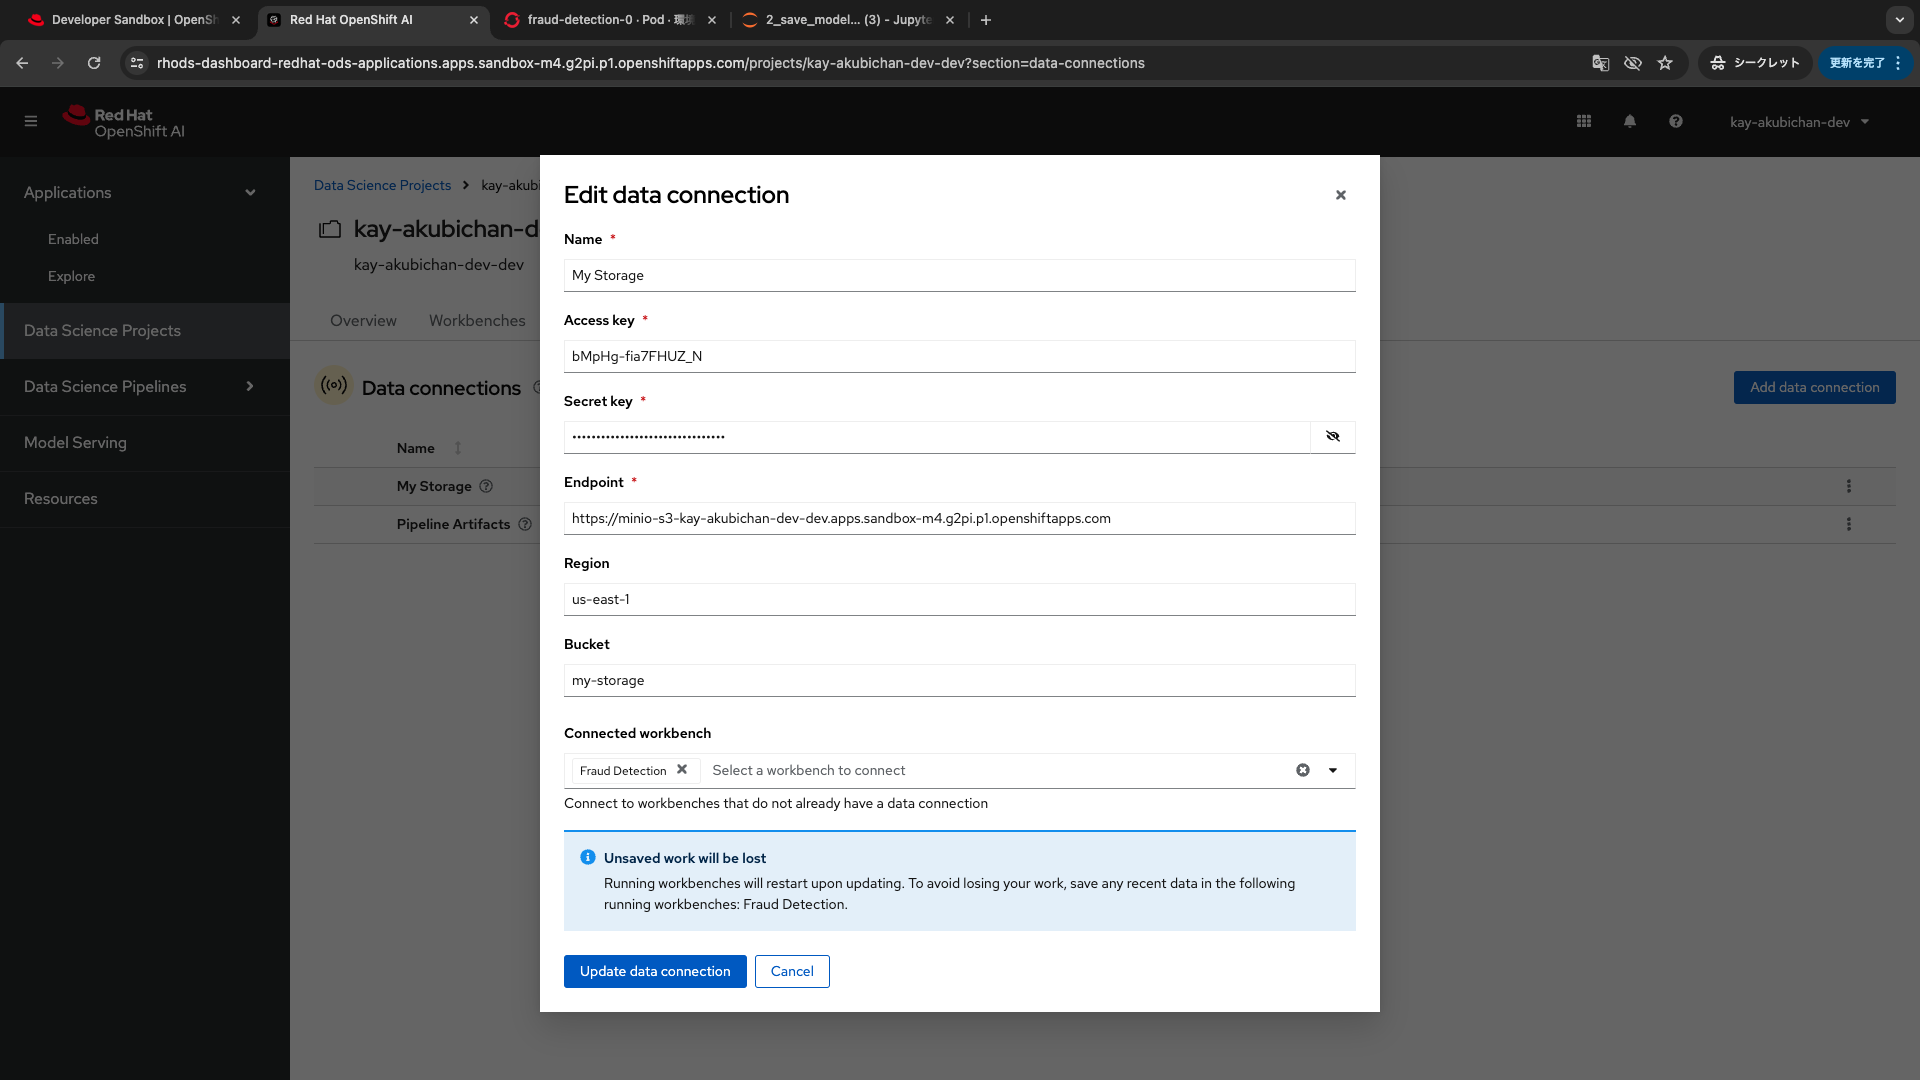 Developer Sandbox | OpenSh
Red Hat OpenShift AI
fraud-detection-0 · Pod · 環境
2_save_model... (3) - Jupyte
rhods-dashboard-redhat-ods-applications.apps.sandbox-m4.g2pi.p1.openshiftapps.com/projects/kay-akubichan-dev-dev?section=data-connections
シークレット
更新を完了
Red Hat
OpenShift AI
kay-akubichan-dev
Applications
Enabled
Explore
Data Science Projects
Data Science Pipelines
Model Serving
Resources
Data Science Projects > kay-akubi
kay-akubichan-d
kay-akubichan-dev-dev
Overview
Workbenches
Data connections
Add data connection
Name
My Storage
Pipeline Artifacts
Edit data connection
Name *
My Storage
Access key *
bMpHg-fia7FHUZ_N
Secret key *
••••••••••••••••••••••••••••••••
Endpoint *
https://minio-s3-kay-akubichan-dev-dev.apps.sandbox-m4.g2pi.p1.openshiftapps.com
Region
us-east-1
Bucket
my-storage
Connected workbench
Fraud Detection
Select a workbench to connect
Connect to workbenches that do not already have a data connection
Unsaved work will be lost
Running workbenches will restart upon updating. To avoid losing your work, save any recent data in the following
running workbenches: Fraud Detection.
Update data connection
Cancel